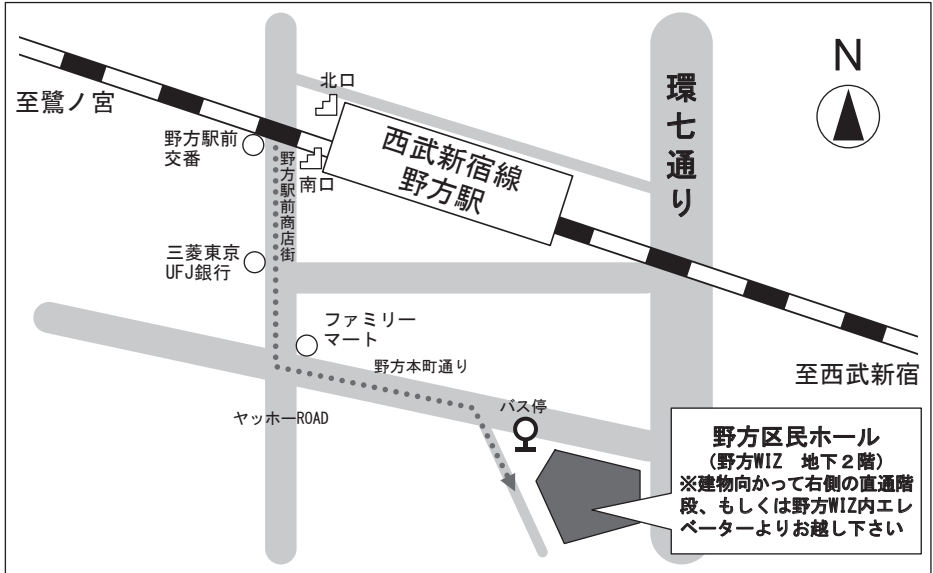 北口
N
環七通り
至鷺ノ宮
野方駅前
交番
西武新宿線
野方駅
南口
野方駅前商店街
三菱東京
UFJ銀行
ファミリー
マート
野方本町通り
至西武新宿
バス停
ヤッホーROAD
野方区民ホール
（野方WIZ　地下２階）
※建物向かって右側の直通階
段、もしくは野方WIZ内エレ
ベーターよりお越し下さい